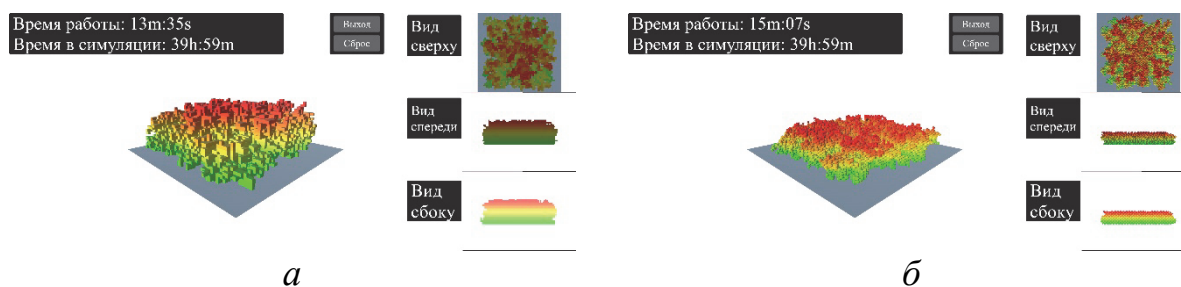 Время работы: 13m:35s
Время в симуляции: 39h:59m
Выход
Сброс
Вид
сверху
Вид
спереди
Вид
сбоку
а
Время работы: 15m:07s
Время в симуляции: 39h:59m
Выход
Сброс
Вид
сверху
Вид
спереди
Вид
сбоку
б